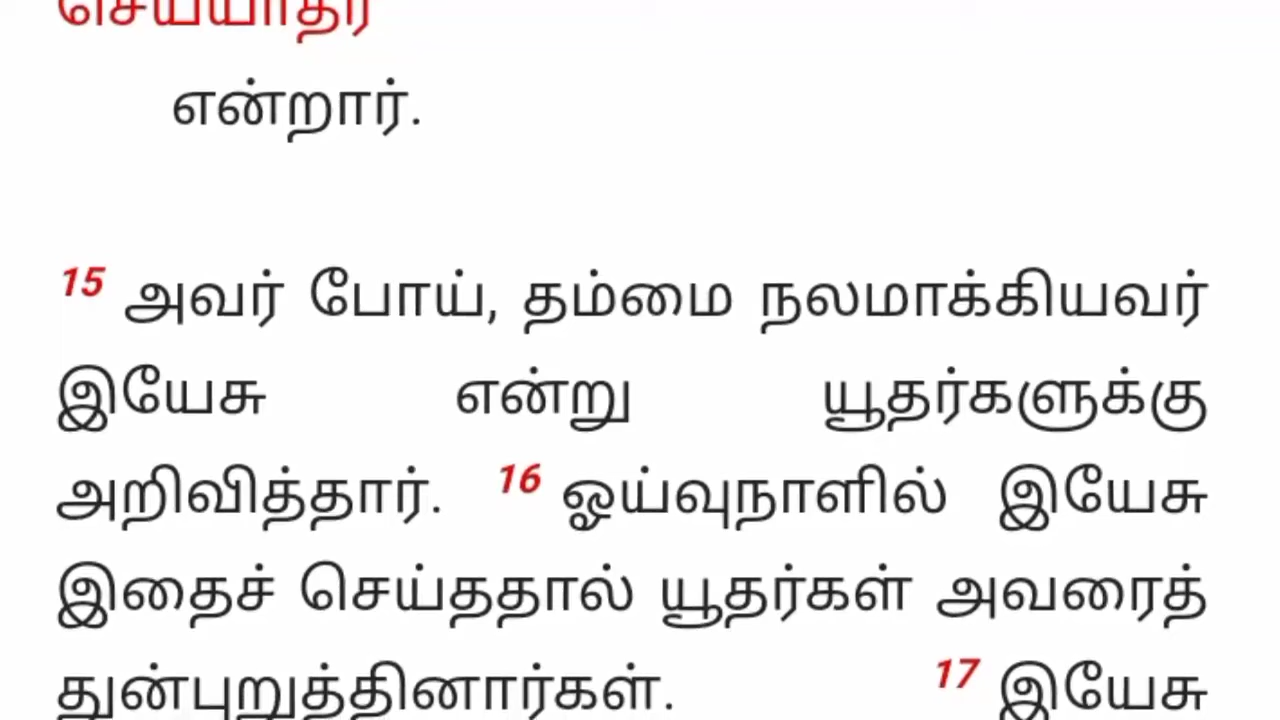 செய்யாதீர்
என்றார்.
15 அவர் போய், தம்மை நலமாக்கியவர்
இயேசு என்று யூதர்களுக்கு
அறிவித்தார். 16 ஓய்வுநாளில் இயேசு
இதைச் செய்ததால் யூதர்கள் அவரைத்
துன்புறுத்தினார்கள். 17 இயேசு